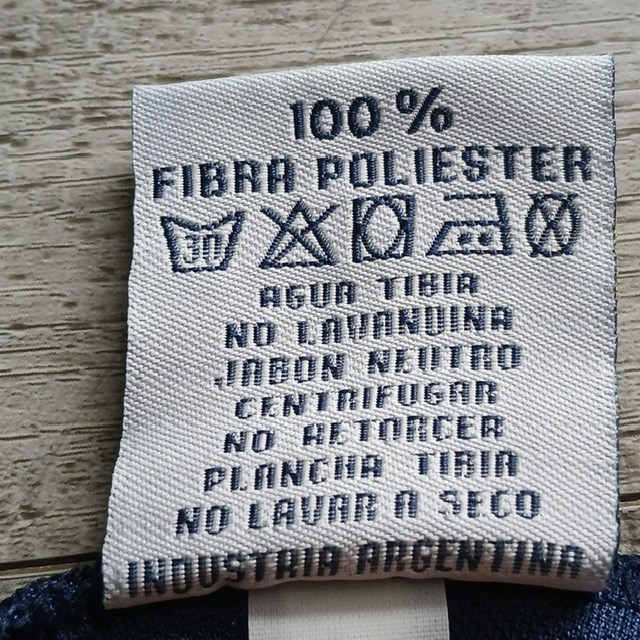 100 %
FIBRA POLIESTER
30
AGUA TIBIA
NO LAVANDINA
JABON NEUTRO
CENTRIFUGAR
NO RETORCER
PLANCHA TIBIA
NO LAVAR A SECO
INDUSTRIA ARGENTINA